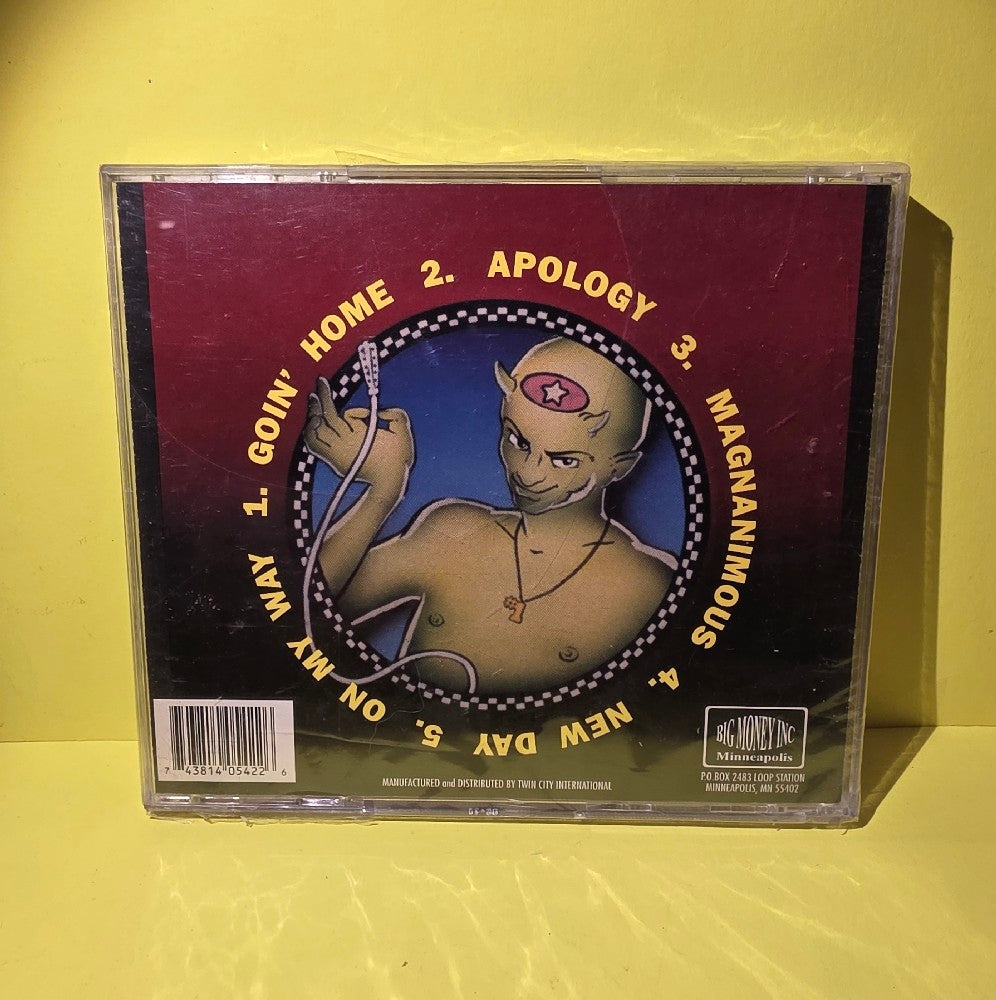 1. GOIN' HOME
2. APOLOGY
3. MAGNANIMOUS
4. NEW DAY
5. ON MY WAY
7 43814 05422 6
MANUFACTURED and DISTRIBUTED BY TWIN CITY INTERNATIONAL
BIG MONEY INC
Minneapolis
P.O BOX 2483 LOOP STATION
MINNEAPOLIS, MN 55402